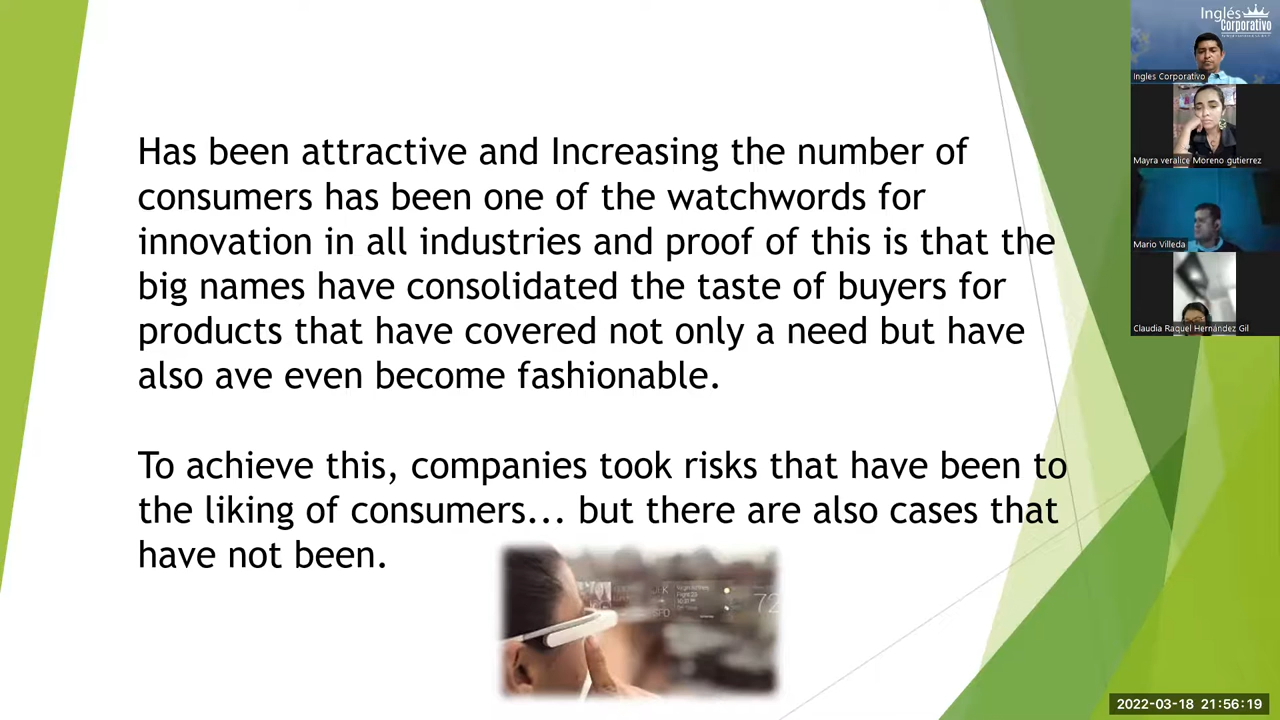 Has been attractive and Increasing the number of
consumers has been one of the watchwords for
innovation in all industries and proof of this is that the
big names have consolidated the taste of buyers for
products that have covered not only a need but have
also ave even become fashionable.
To achieve this, companies took risks that have been to
the liking of consumers... but there are also cases that
have not been.
72
Inglés
Corporativo
Ingles Corporativo
Mayra veralice Moreno gutierrez
Mario Villeda
Claudia Raquel Hernández Gil
2022-03-18 21:56:19